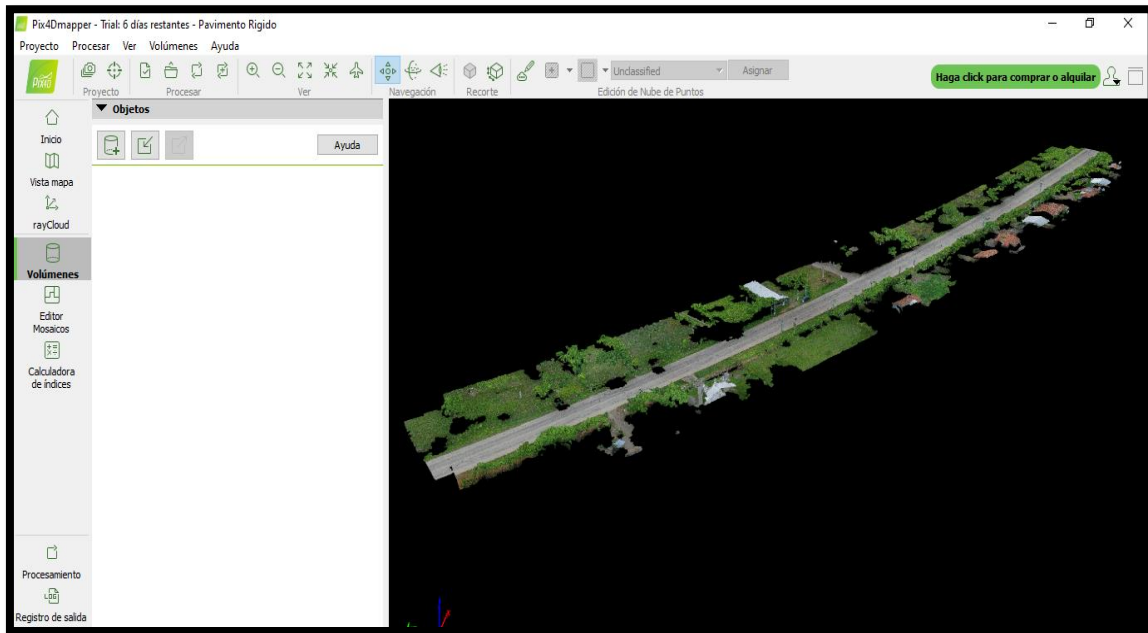 Pix4Dmapper - Trial: 6 días restantes - Pavimento Rigido
Proyecto Procesar Ver Volúmenes Ayuda
Unclassified Asignar
Haga click para comprar o alquilar
Proyecto Procesar Ver Navegación Recorte Edición de Nube de Puntos
Objetos
Ayuda
Inicio
Vista mapa
rayCloud
Volúmenes
Editor
Mosaicos
Calculadora
de índices
Procesamiento
LOG
Registro de salida